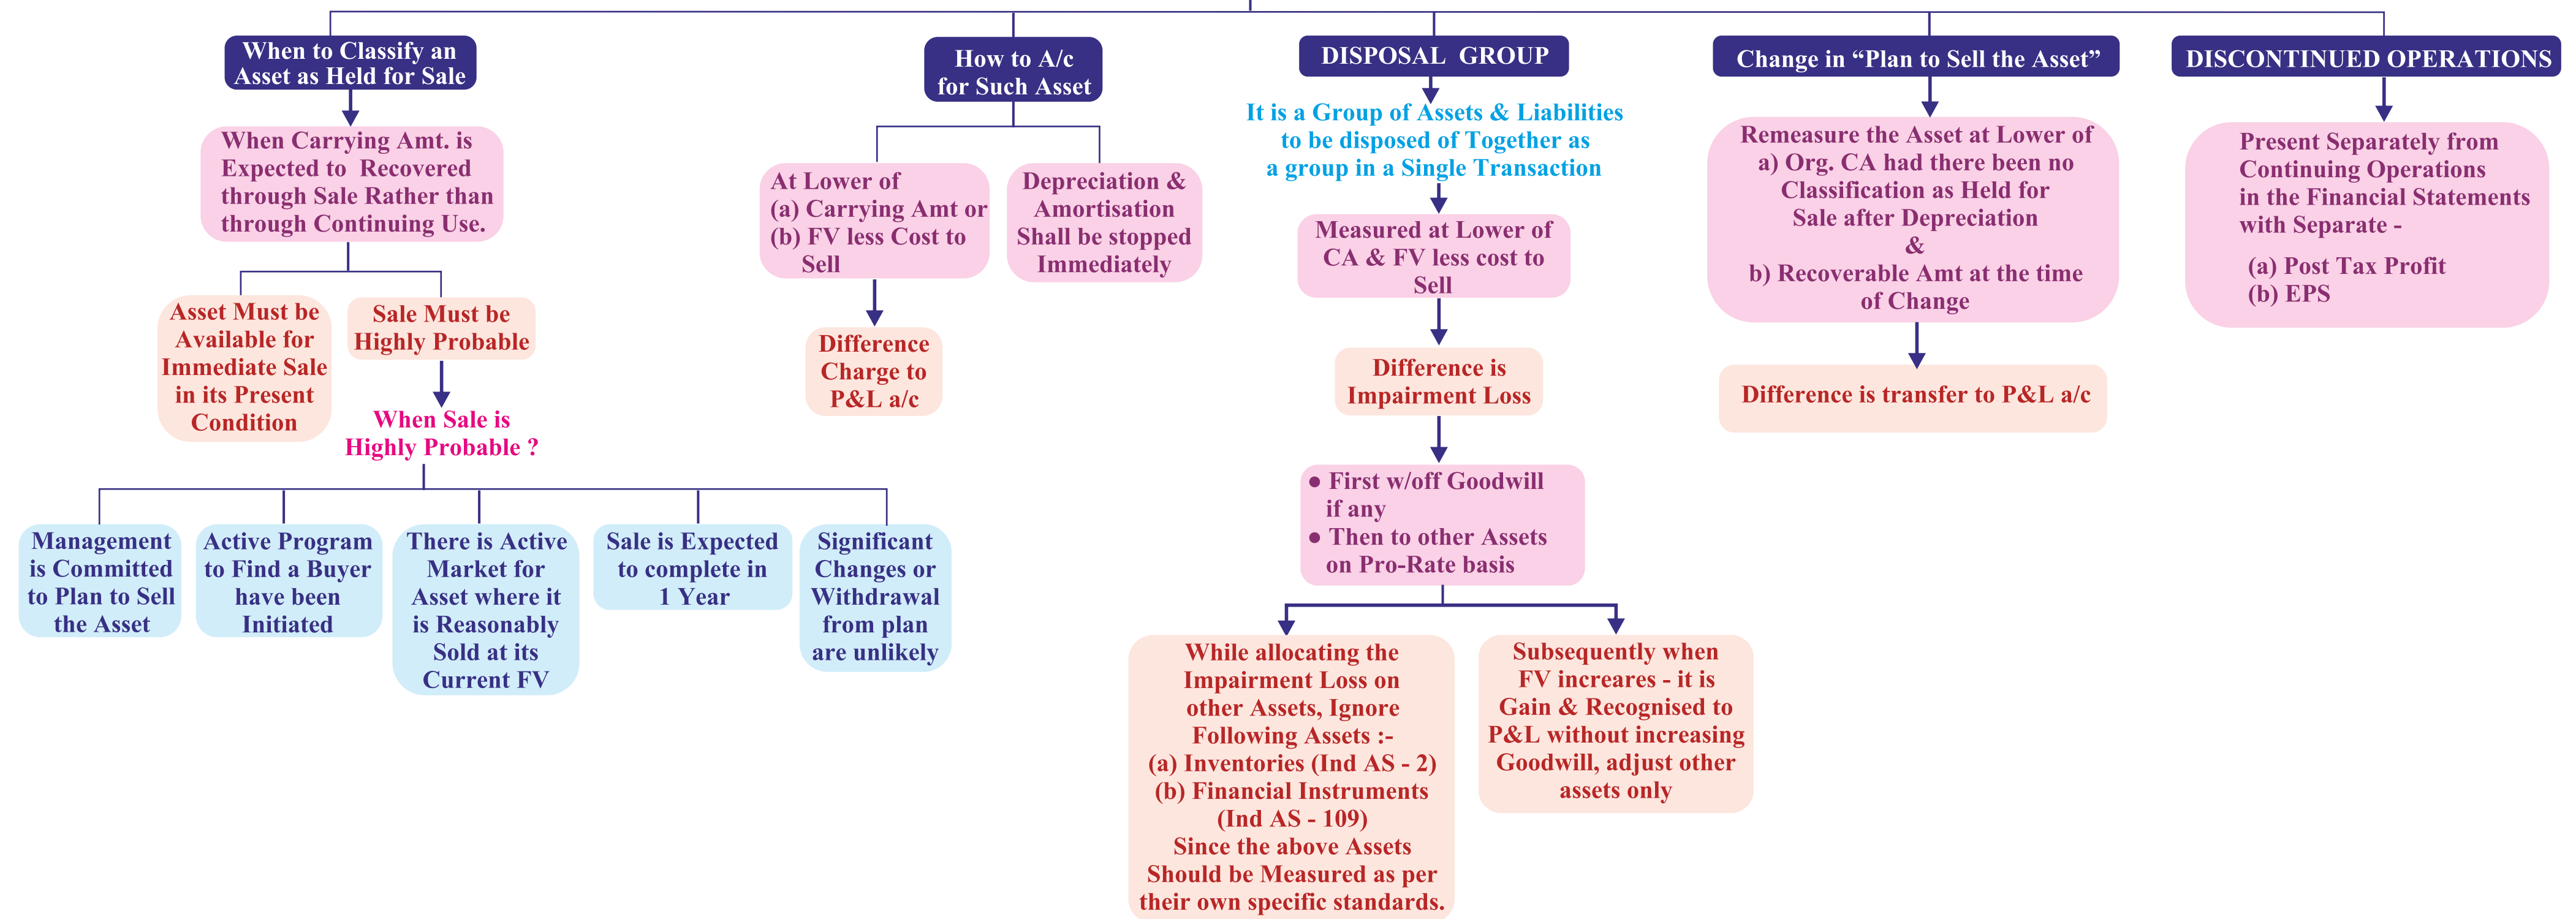 When to Classify an
Asset as Held for Sale
When Carrying Amt. is
Expected to Recovered
through Sale Rather than
through Continuing Use.
Asset Must be
Available for
Immediate Sale
in its Present
Condition
Sale Must be
Highly Probable
When Sale is
Highly Probable ?
Management
is Committed
to Plan to Sell
the Asset
Active Program
to Find a Buyer
have been
Initiated
There is Active
Market for
Asset where it
is Reasonably
Sold at its
Current FV
Sale is Expected
to complete in
1 Year
Significant
Changes or
Withdrawal
from plan
are unlikely
How to A/c
for Such Asset
At Lower of
(a) Carrying Amt or
(b) FV less Cost to
Sell
Difference
Charge to
P&L a/c
Depreciation &
Amortisation
Shall be stopped
Immediately
DISPOSAL GROUP
It is a Group of Assets & Liabilities
to be disposed of Together as
a group in a Single Transaction
Measured at Lower of
CA & FV less cost to
Sell
Difference is
Impairment Loss
● First w/off Goodwill
if any
● Then to other Assets
on Pro-Rate basis
While allocating the
Impairment Loss on
other Assets, Ignore
Following Assets :-
(a) Inventories (Ind AS - 2)
(b) Financial Instruments
(Ind AS - 109)
Since the above Assets
Should be Measured as per
their own specific standards.
Subsequently when
FV increares - it is
Gain & Recognised to
P&L without increasing
Goodwill, adjust other
assets only
Change in “Plan to Sell the Asset”
Remeasure the Asset at Lower of
a) Org. CA had there been no
Classification as Held for
Sale after Depreciation
&
b) Recoverable Amt at the time
of Change
Difference is transfer to P&L a/c
DISCONTINUED OPERATIONS
Present Separately from
Continuing Operations
in the Financial Statements
with Separate -
(a) Post Tax Profit
(b) EPS